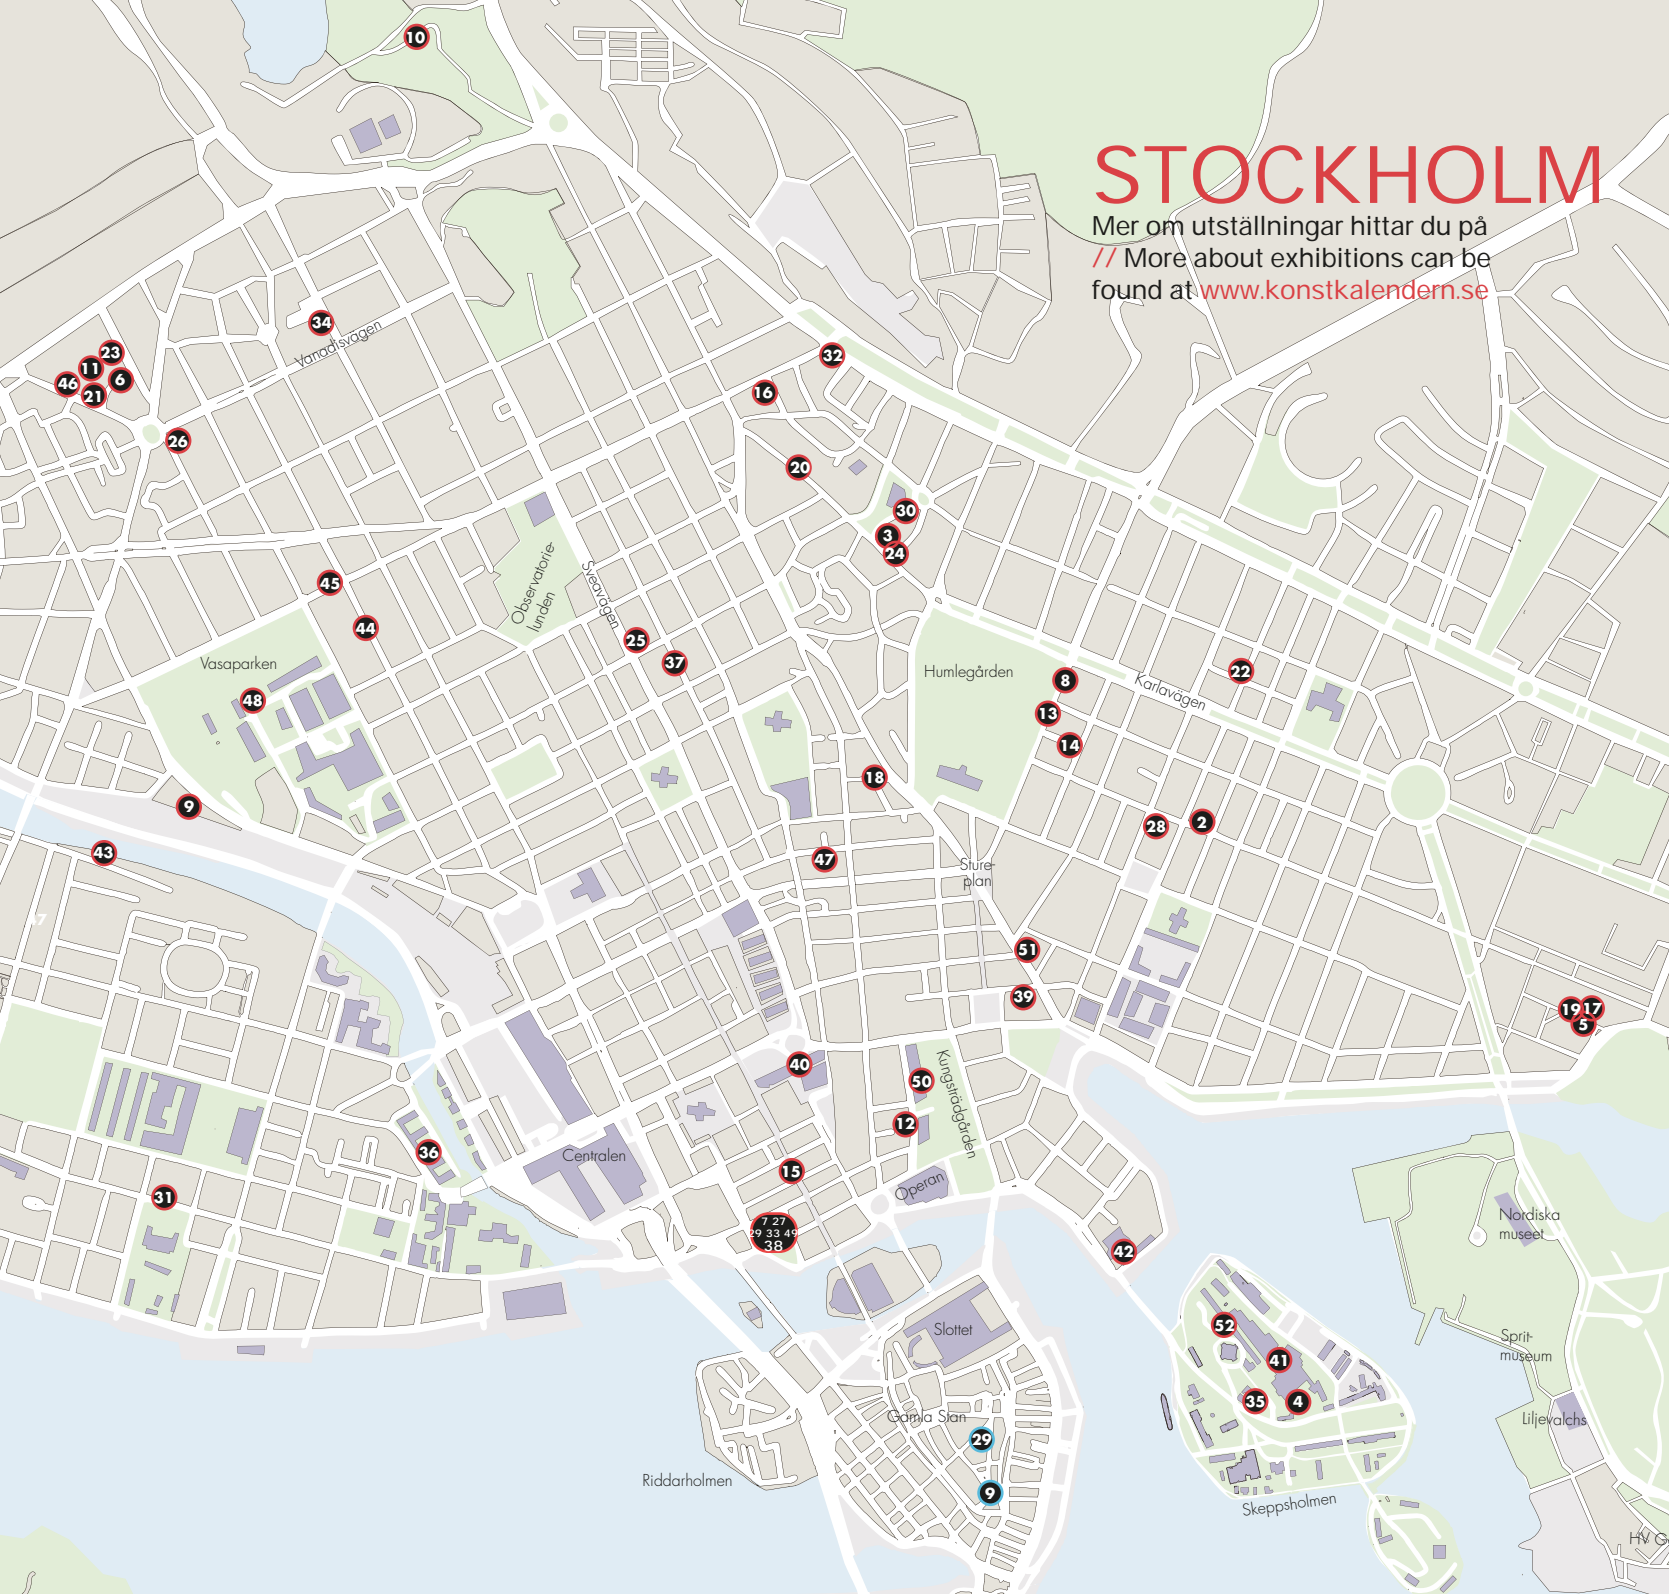 10
STOCKHOLM
Mer om utställningar hittar du på
// More about exhibitions can be
found at www.konstkalendern.se
34
Vanadisvägen
23
11
46
6
21
26
32
16
20
30
3
24
45
44
Observatorie-
lunden
Sveavägen
25
37
Vasaparken
48
Humlegården
8
22
Karlavägen
13
14
18
9
43
28
2
47
Sture-
plan
17
51
39
19
17
5
40
50
Kungsträdgården
12
36
Centralen
15
Operan
31
7 27
29 33 49
38
42
Nordiska
museet
52
Slottet
41
Sprit-
museum
35
4
Gamla Stan
Liljevalchs
29
Riddarholmen
9
Skeppsholmen
HV G